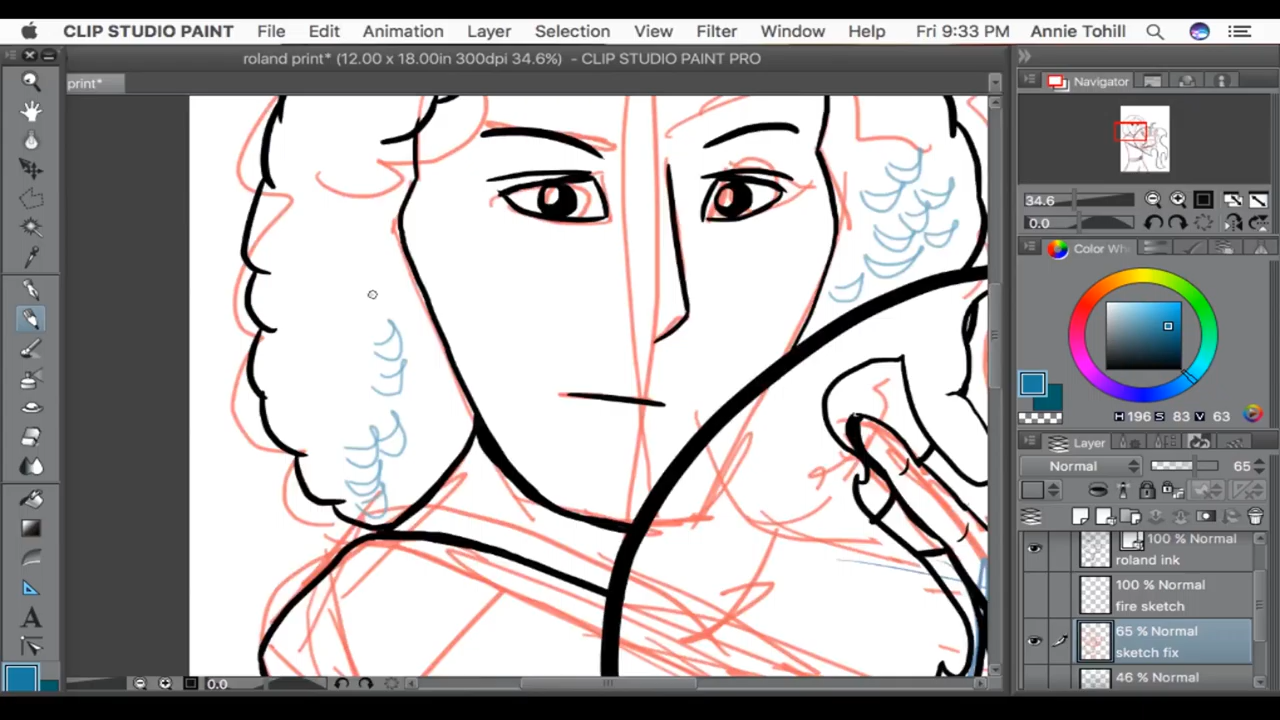 CLIP STUDIO PAINT File Edit Animation Layer Selection View Filter Window Help Fri 9:33 PM Annie Tohill
roland print* (12.00 x 18.00in 300dpi 34.6%) - CLIP STUDIO PAINT PRO
print*
Navigator
34.6
0.0
Color Wh
H 196 S 83 V 63
Layer
Normal 65
100 % Normal
roland ink
100 % Normal
fire sketch
65 % Normal
sketch fix
46 % Normal
A
0.0